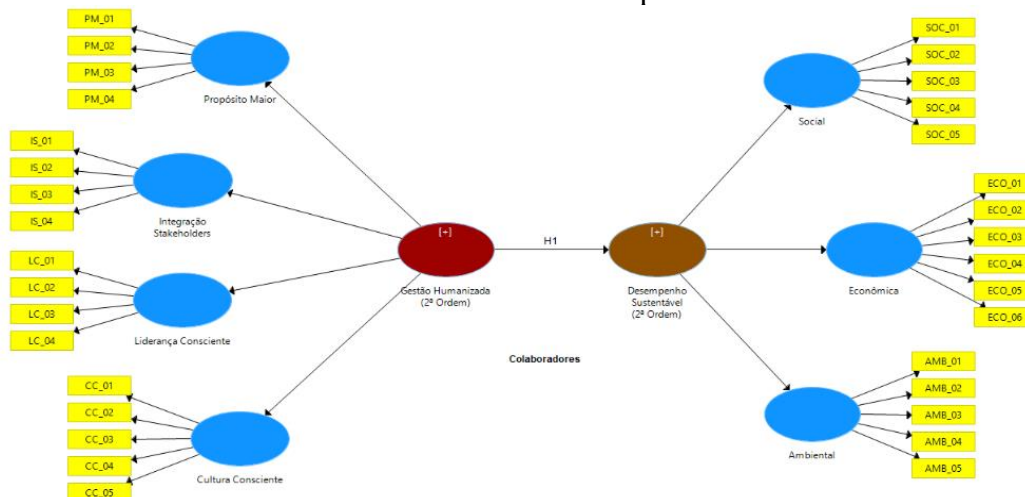 PM_01
PM_02
PM_03
PM_04
Propósito Maior
IS_01
IS_02
IS_03
IS_04
Integração
Stakeholders
LC_01
LC_02
LC_03
LC_04
Liderança Consciente
CC_01
CC_02
CC_03
CC_04
CC_05
Cultura Consciente
[+]
Gestão Humanizada
(2ª Ordem)
H1
[+]
Desempenho
Sustentável
(2ª Ordem)
Colaboradores
SOC_01
SOC_02
SOC_03
SOC_04
SOC_05
Social
ECO_01
ECO_02
ECO_03
ECO_04
ECO_05
ECO_06
Econômica
AMB_01
AMB_02
AMB_03
AMB_04
AMB_05
Ambiental